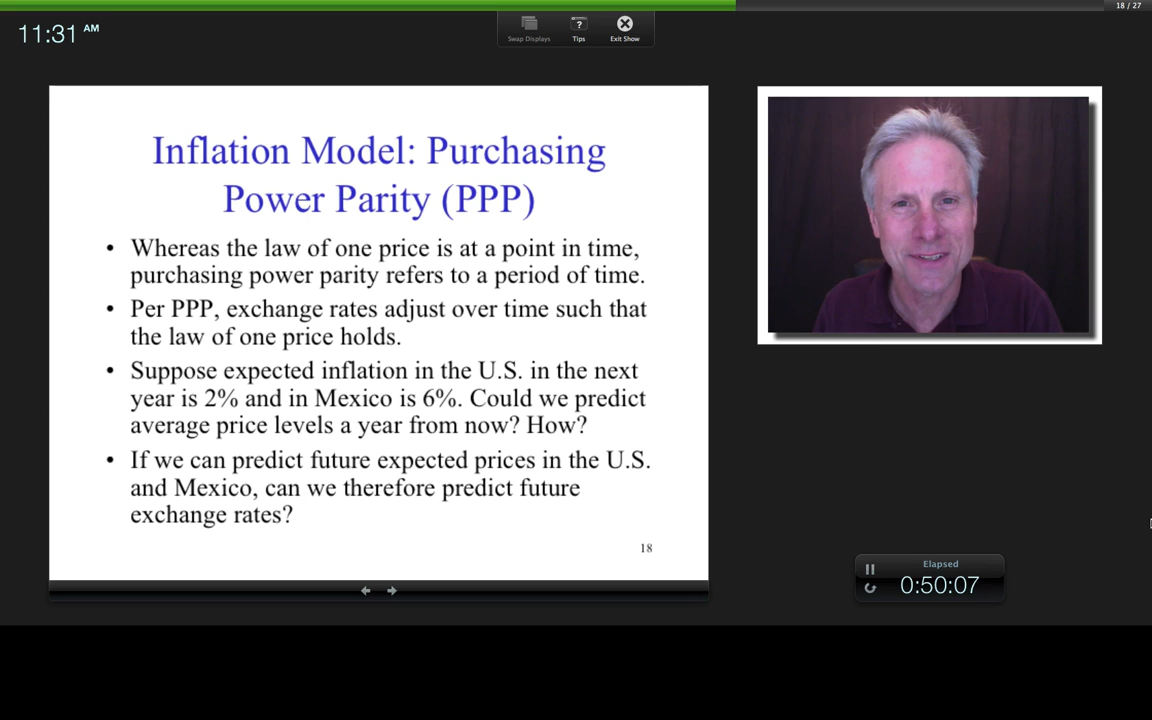 18 / 27
11:31 AM
Swap Displays
Tips
Exit Show
Inflation Model: Purchasing
Power Parity (PPP)
• Whereas the law of one price is at a point in time,
purchasing power parity refers to a period of time.
• Per PPP, exchange rates adjust over time such that
the law of one price holds.
• Suppose expected inflation in the U.S. in the next
year is 2% and in Mexico is 6%. Could we predict
average price levels a year from now? How?
• If we can predict future expected prices in the U.S.
and Mexico, can we therefore predict future
exchange rates?
18
Elapsed
0:50:07